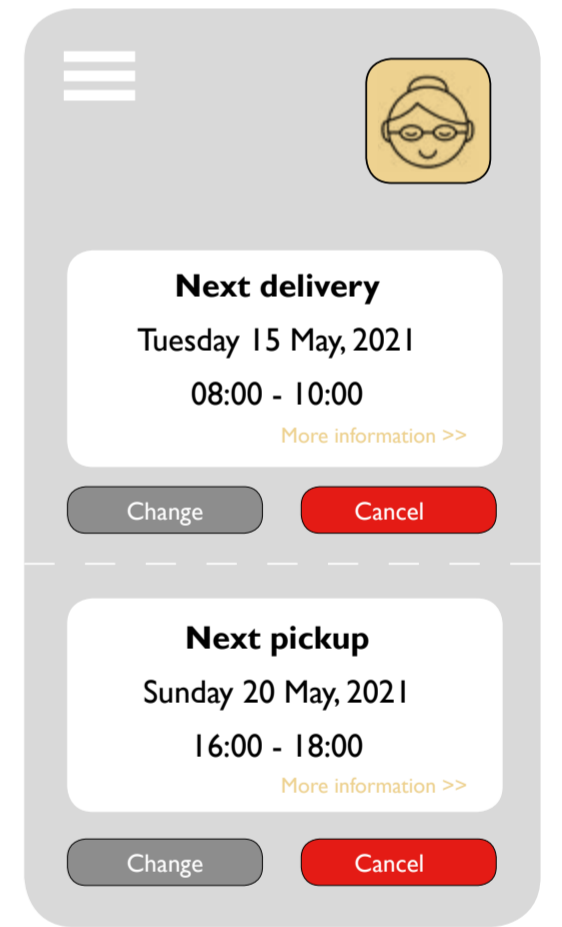 Next delivery
Tuesday 15 May, 2021
08:00 - 10:00
More information >>
Change
Cancel
Next pickup
Sunday 20 May, 2021
16:00 - 18:00
More information >>
Change
Cancel